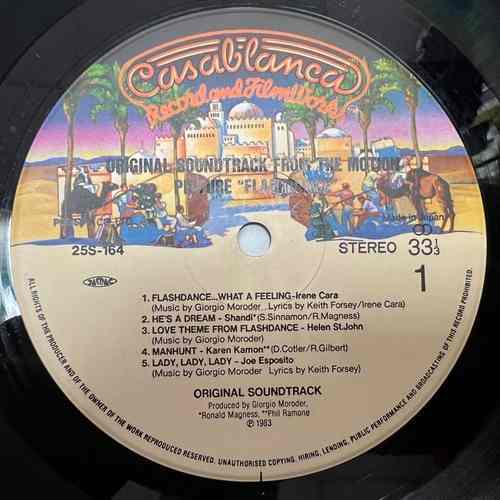 Casablanca
Record and FilmWorks
ORIGINAL SOUNDTRACK FROM THE MOTION
PICTURE "FLASHDANCE"
Made in Japan
25S-164
STEREO 33 1/3
1
1. FLASHDANCE...WHAT A FEELING-Irene Cara
(Music by Giorgio Moroder Lyrics by Keith Forsey/Irene Cara)
2. HE'S A DREAM - Shandi*(S.Sinnamon/R.Magness)
3. LOVE THEME FROM FLASHDANCE - Helen St.John
(Music by Giorgio Moroder)
4. MANHUNT - Karen Kamon**(D.Cotler/R.Gilbert)
5. LADY, LADY, LADY - Joe Esposito
(Music by Giorgio Moroder Lyrics by Keith Forsey)
ORIGINAL SOUNDTRACK
Produced by Giorgio Moroder,
*Ronald Magness, **Phil Ramone
℗ 1983
ALL RIGHTS OF THE PRODUCER AND OF THE OWNER OF THE WORK REPRODUCED RESERVED. UNAUTHORISED COPYING, HIRING, LENDING, PUBLIC PERFORMANCE AND BROADCASTING OF THIS RECORD PROHIBITED.